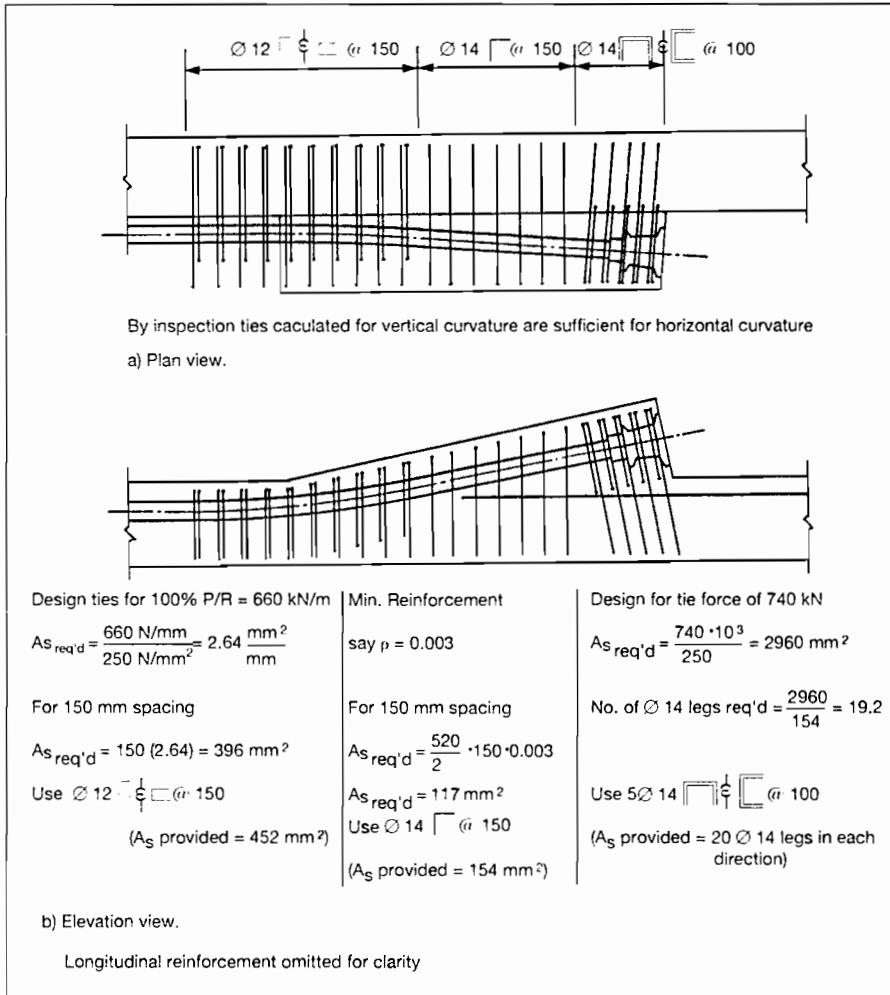 Ø 12 & @ 150 Ø 14 @ 150 Ø 14 & @ 100
By inspection ties caculated for vertical curvature are sufficient for horizontal curvature
a) Plan view.
Design ties for 100% P/R = 660 kN/m
As req'd = 660 N/mm / 250 N/mm² = 2.64 mm²/mm
For 150 mm spacing
As req'd = 150 (2.64) = 396 mm²
Use Ø 12 & @ 150
(As provided = 452 mm²)
Min. Reinforcement
say ρ = 0.003
For 150 mm spacing
As req'd = 520/2 ·150·0.003
As req'd = 117 mm²
Use Ø 14 @ 150
(As provided = 154 mm²)
Design for tie force of 740 kN
As req'd = 740 ·10³ / 250 = 2960 mm²
No. of Ø 14 legs req'd = 2960/154 = 19.2
Use 5Ø 14 & @ 100
(As provided = 20 Ø 14 legs in each
direction)
b) Elevation view.
Longitudinal reinforcement omitted for clarity